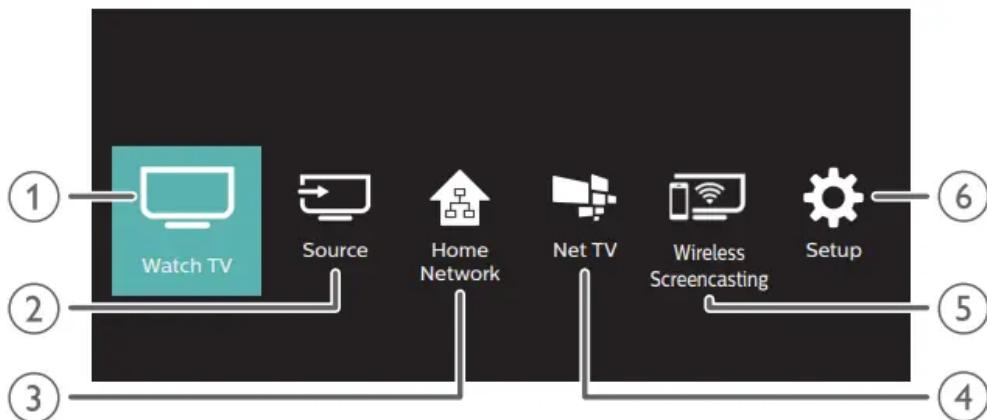 1
6
Watch TV
Source
Home
Network
Net TV
Wireless
Screencasting
Setup
2
5
3
4